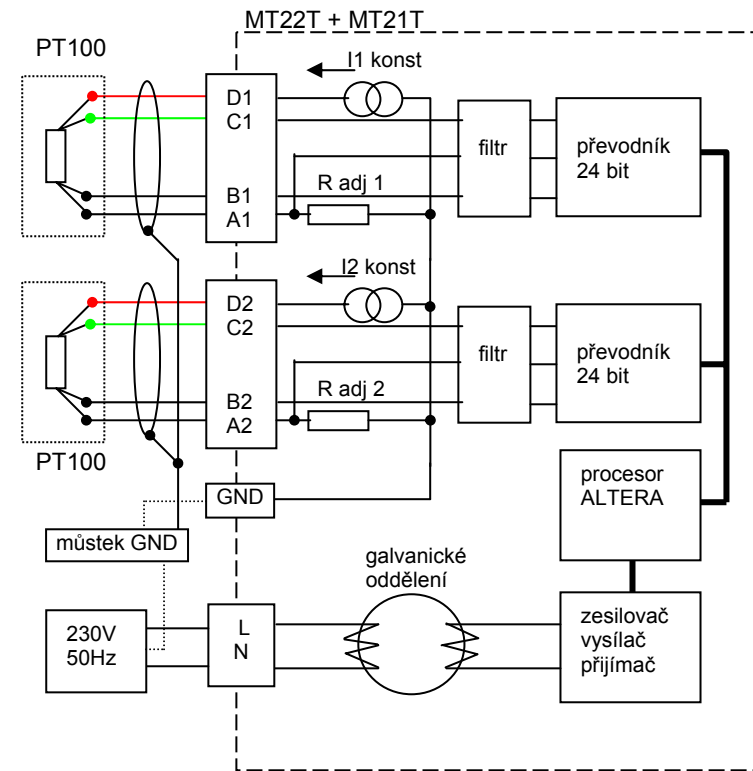 MT22T + MT21T
PT100
I1 konst
D1
C1
B1
A1
R adj 1
filtr
převodník
24 bit
I2 konst
D2
C2
B2
A2
R adj 2
filtr
převodník
24 bit
PT100
GND
můstek GND
procesor
ALTERA
galvanické
oddělení
230V
50Hz
L
N
zesilovač
vysílač
přijímač